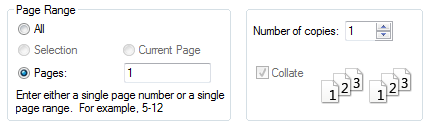 Page Range
All
Selection Current Page
Pages: 1
Enter either a single page number or a single
page range. For example, 5-12
Number of copies: 1
Collate
1 2 3 1 2 3